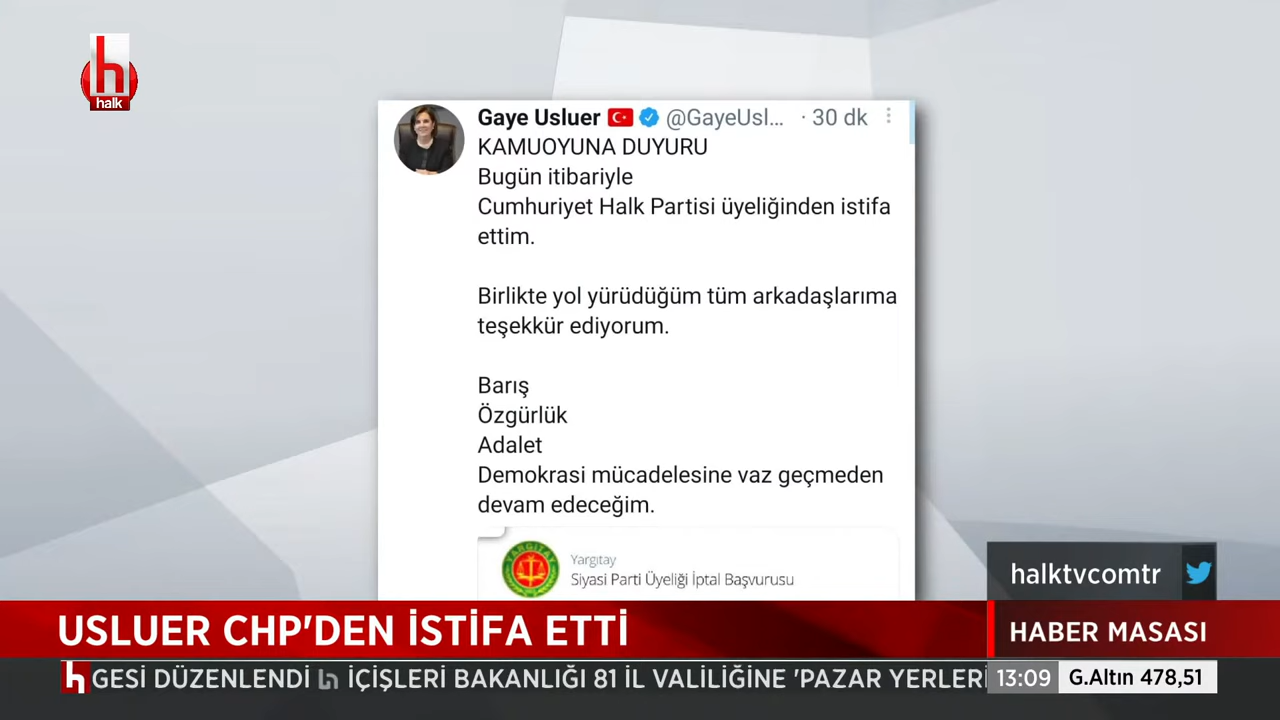 h
halk
Gaye Usluer @GayeUsl... · 30 dk
KAMUOYUNA DUYURU
Bugün itibariyle
Cumhuriyet Halk Partisi üyeliğinden istifa
ettim.
Birlikte yol yürüdüğüm tüm arkadaşlarıma
teşekkür ediyorum.
Barış
Özgürlük
Adalet
Demokrasi mücadelesine vaz geçmeden
devam edeceğim.
YARGITAY
Yargıtay
Siyasi Parti Üyeliği İptal Başvurusu
halktvcomtr
USLUER CHP'DEN İSTİFA ETTİ
HABER MASASI
h GESİ DÜZENLENDİ h İÇİŞLERİ BAKANLIĞI 81 İL VALİLİĞİNE 'PAZAR YERLERİ
13:09 G.Altın 478,51